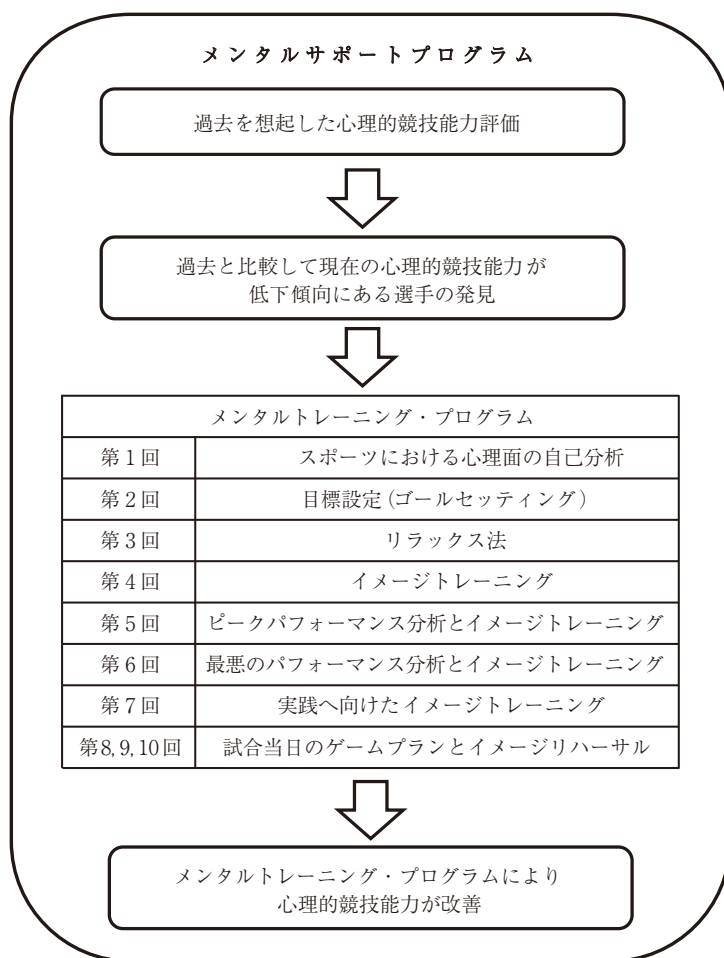 メンタルサポートプログラム
過去を想起した心理的競技能力評価
過去と比較して現在の心理的競技能力が
低下傾向にある選手の発見
メンタルトレーニング・プログラム
第1回 スポーツにおける心理面の自己分析
第2回 目標設定(ゴールセッティング)
第3回 リラックス法
第4回 イメージトレーニング
第5回 ピークパフォーマンス分析とイメージトレーニング
第6回 最悪のパフォーマンス分析とイメージトレーニング
第7回 実践へ向けたイメージトレーニング
第8,9,10回 試合当日のゲームプランとイメージリハーサル
メンタルトレーニング・プログラムにより
心理的競技能力が改善